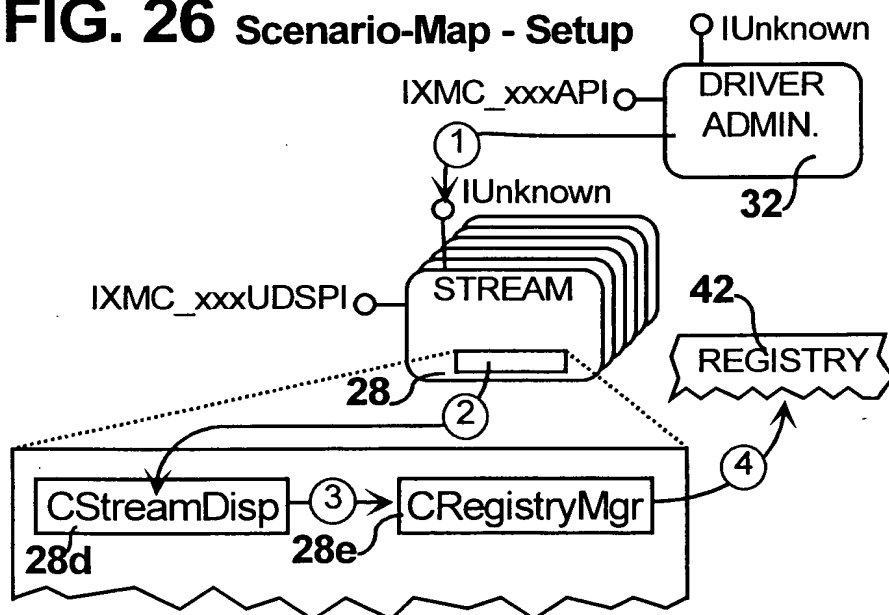 FIG. 26 Scenario-Map - Setup
IUnknown
IXMC_xxxAPI
DRIVER
ADMIN.
1
32
IUnknown
IXMC_xxxUDSPI
STREAM
42
REGISTRY
28
2
4
CStreamDisp
3
CRegistryMgr
28d
28e